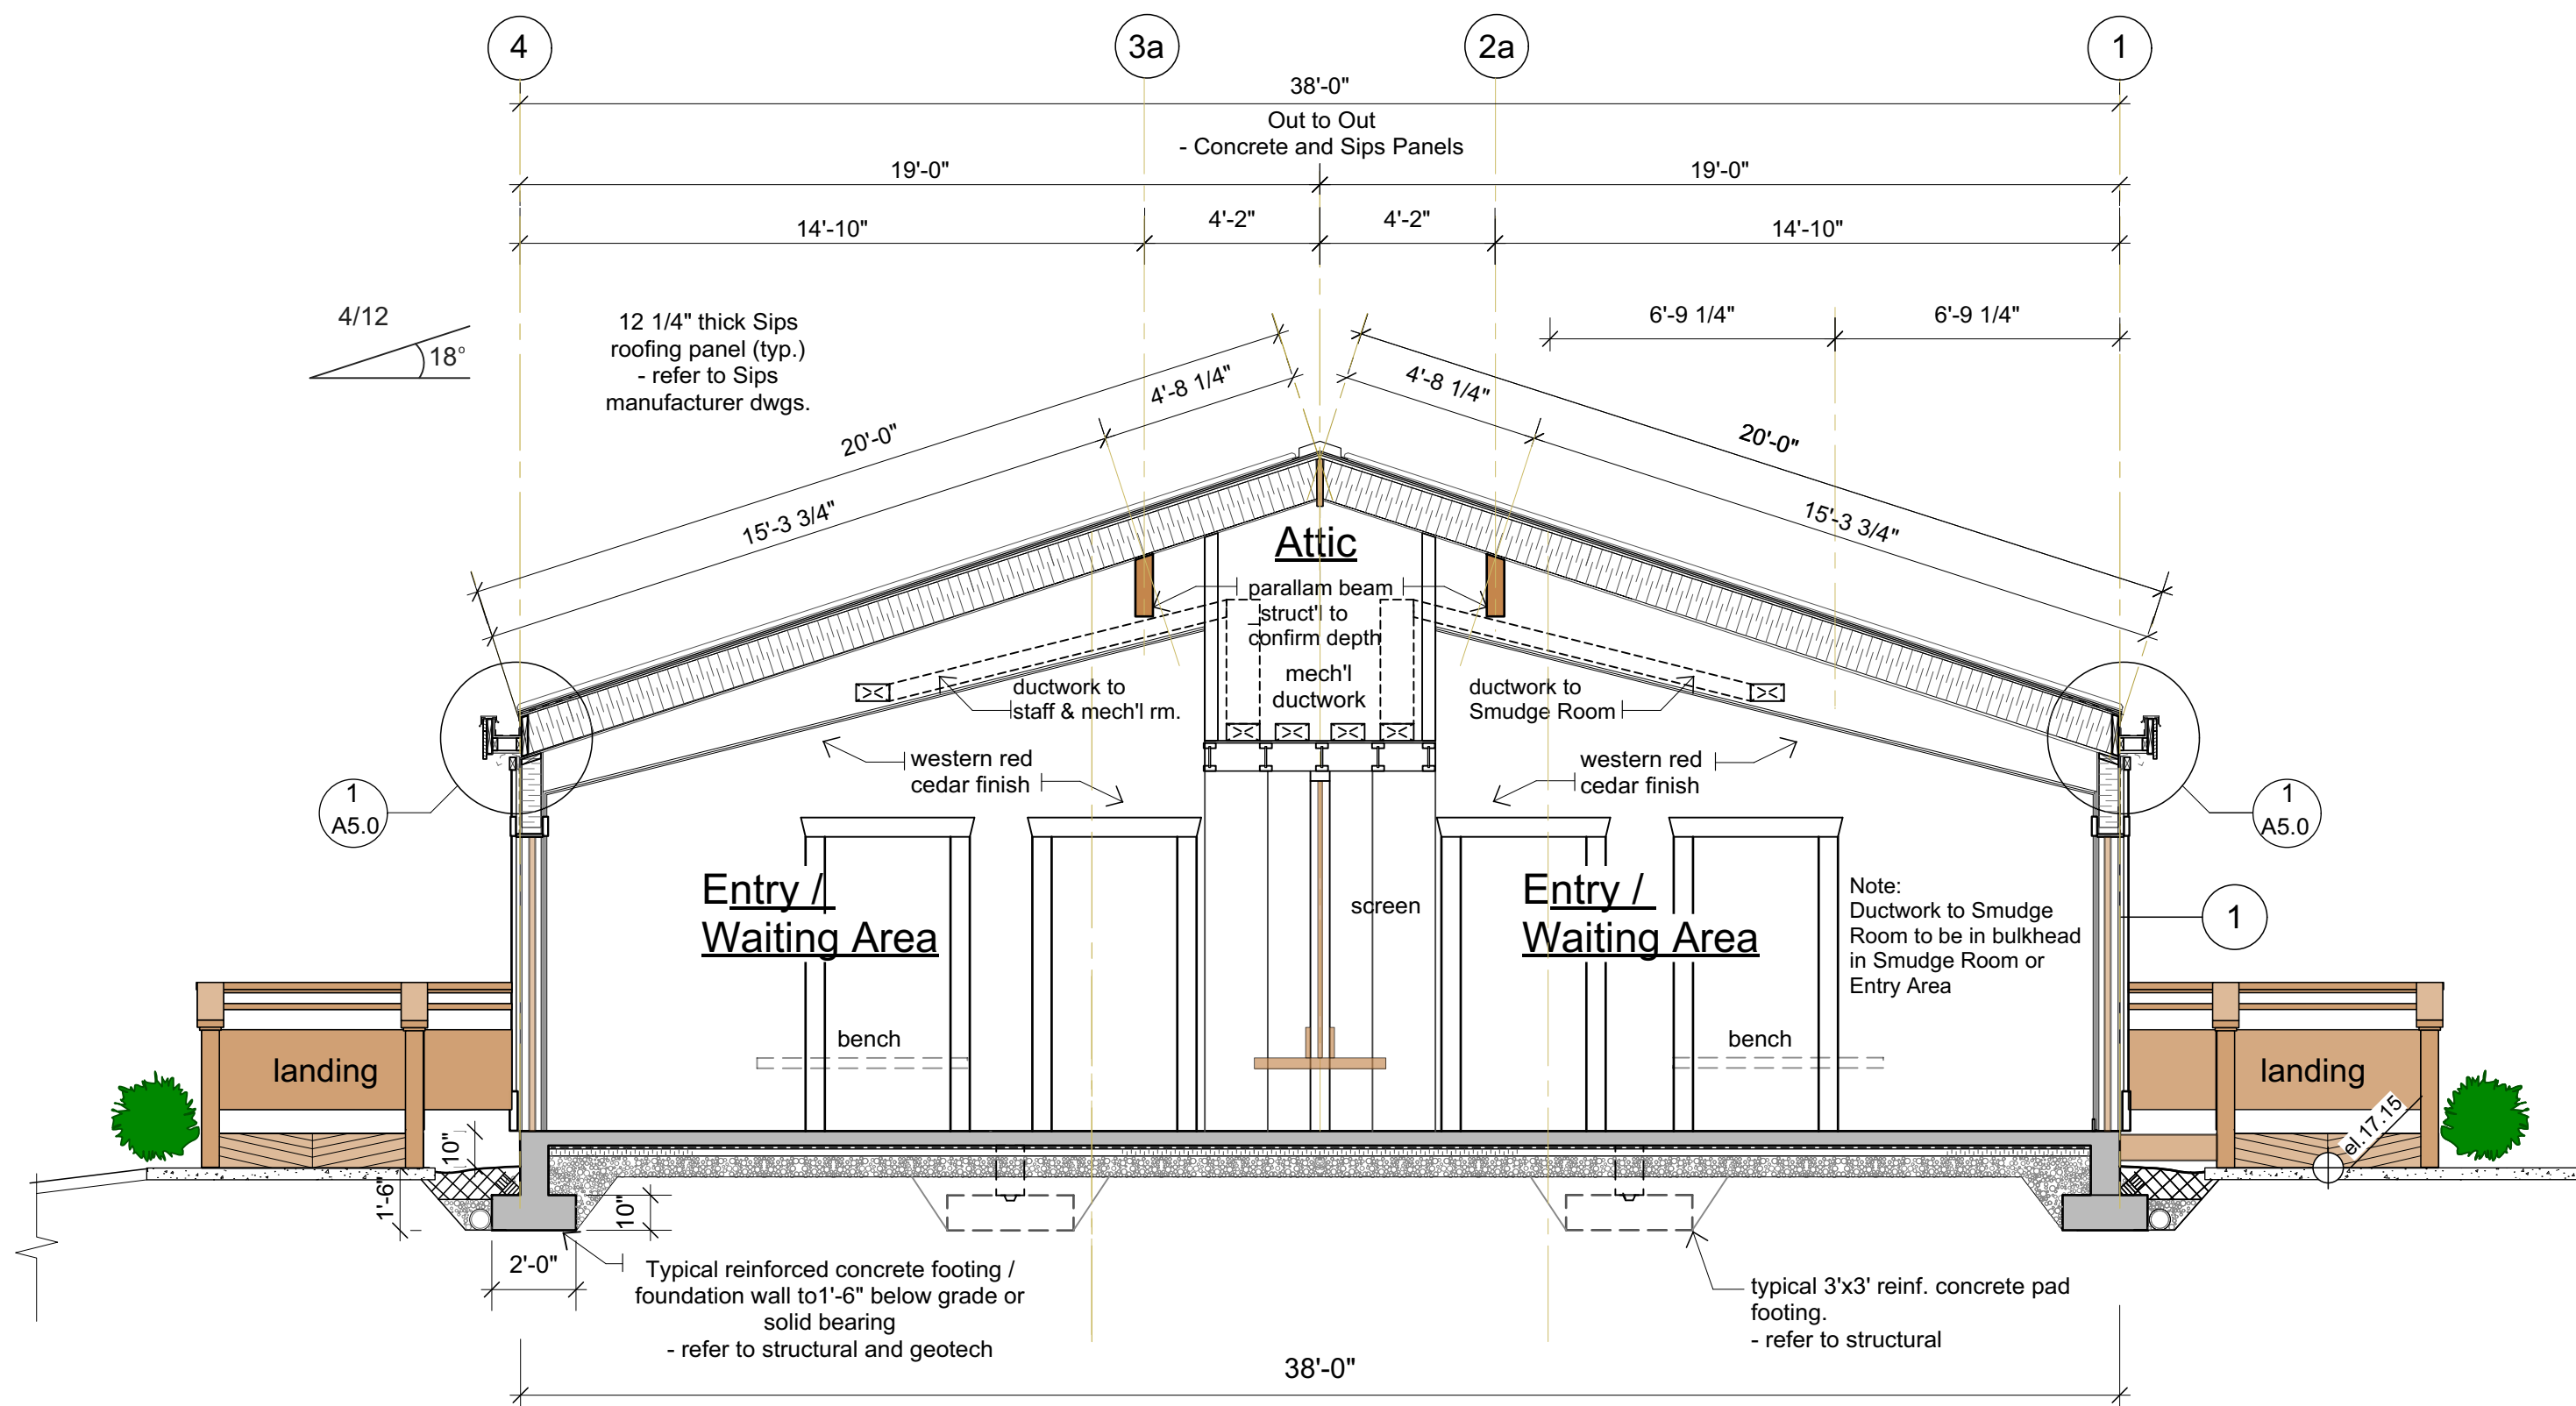 4
3a
2a
1
38'-0"
Out to Out
- Concrete and Sips Panels
19'-0"
19'-0"
14'-10"
4'-2"
4'-2"
14'-10"
4/12
18°
12 1/4" thick Sips
roofing panel (typ.)
- refer to Sips
manufacturer dwgs.
6'-9 1/4"
6'-9 1/4"
4'-8 1/4"
4'-8 1/4"
20'-0"
20'-0"
15'-3 3/4"
15'-3 3/4"
Attic
parallam beam
_struct'l to
confirm depth
mech'l
ductwork
ductwork to
staff & mech'l rm.
ductwork to
Smudge Room
western red
cedar finish
western red
cedar finish
1
A5.0
1
A5.0
Entry /
Waiting Area
screen
Entry /
Waiting Area
Note:
Ductwork to Smudge
Room to be in bulkhead
in Smudge Room or
Entry Area
1
bench
bench
landing
landing
el.17.15
10"
1'-6"
10"
2'-0"
Typical reinforced concrete footing /
foundation wall to1'-6" below grade or
solid bearing
- refer to structural and geotech
typical 3'x3' reinf. concrete pad
footing.
- refer to structural
38'-0"